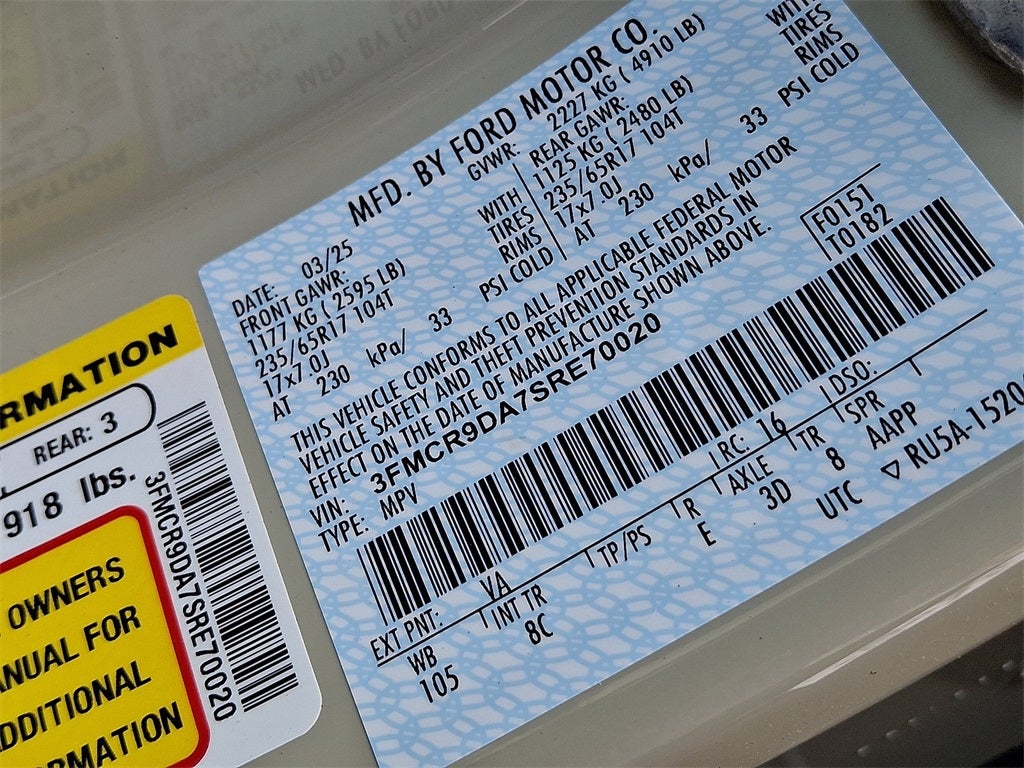 MFD. BY FORD MOTOR CO.
DATE: 03/25 GVWR: 2227 KG ( 4910 LB)
FRONT GAWR: REAR GAWR:
1177 KG ( 2595 LB) WITH 1125 KG ( 2480 LB) WITH
235/65R17 104T TIRES 235/65R17 104T TIRES
17x7.0J RIMS 17x7.0J RIMS
AT 230 kPa/ 33 PSI COLD AT 230 kPa/ 33 PSI COLD
THIS VEHICLE CONFORMS TO ALL APPLICABLE FEDERAL MOTOR
VEHICLE SAFETY AND THEFT PREVENTION STANDARDS IN
EFFECT ON THE DATE OF MANUFACTURE SHOWN ABOVE.
VIN: 3FMCR9DA7SRE70020
TYPE: MPV
F0151
T0182
EXT PNT: VA RC: 16 DSO:
WB INT TR TP/PS R AXLE TR SPR
105 8C E 3D 8 AAPP
UTC ▽ RU5A-1520
RMATION
REAR: 3
918 lbs.
3FMCR9DA7SRE70020
OWNERS
ANUAL FOR
ADDITIONAL
RMATION